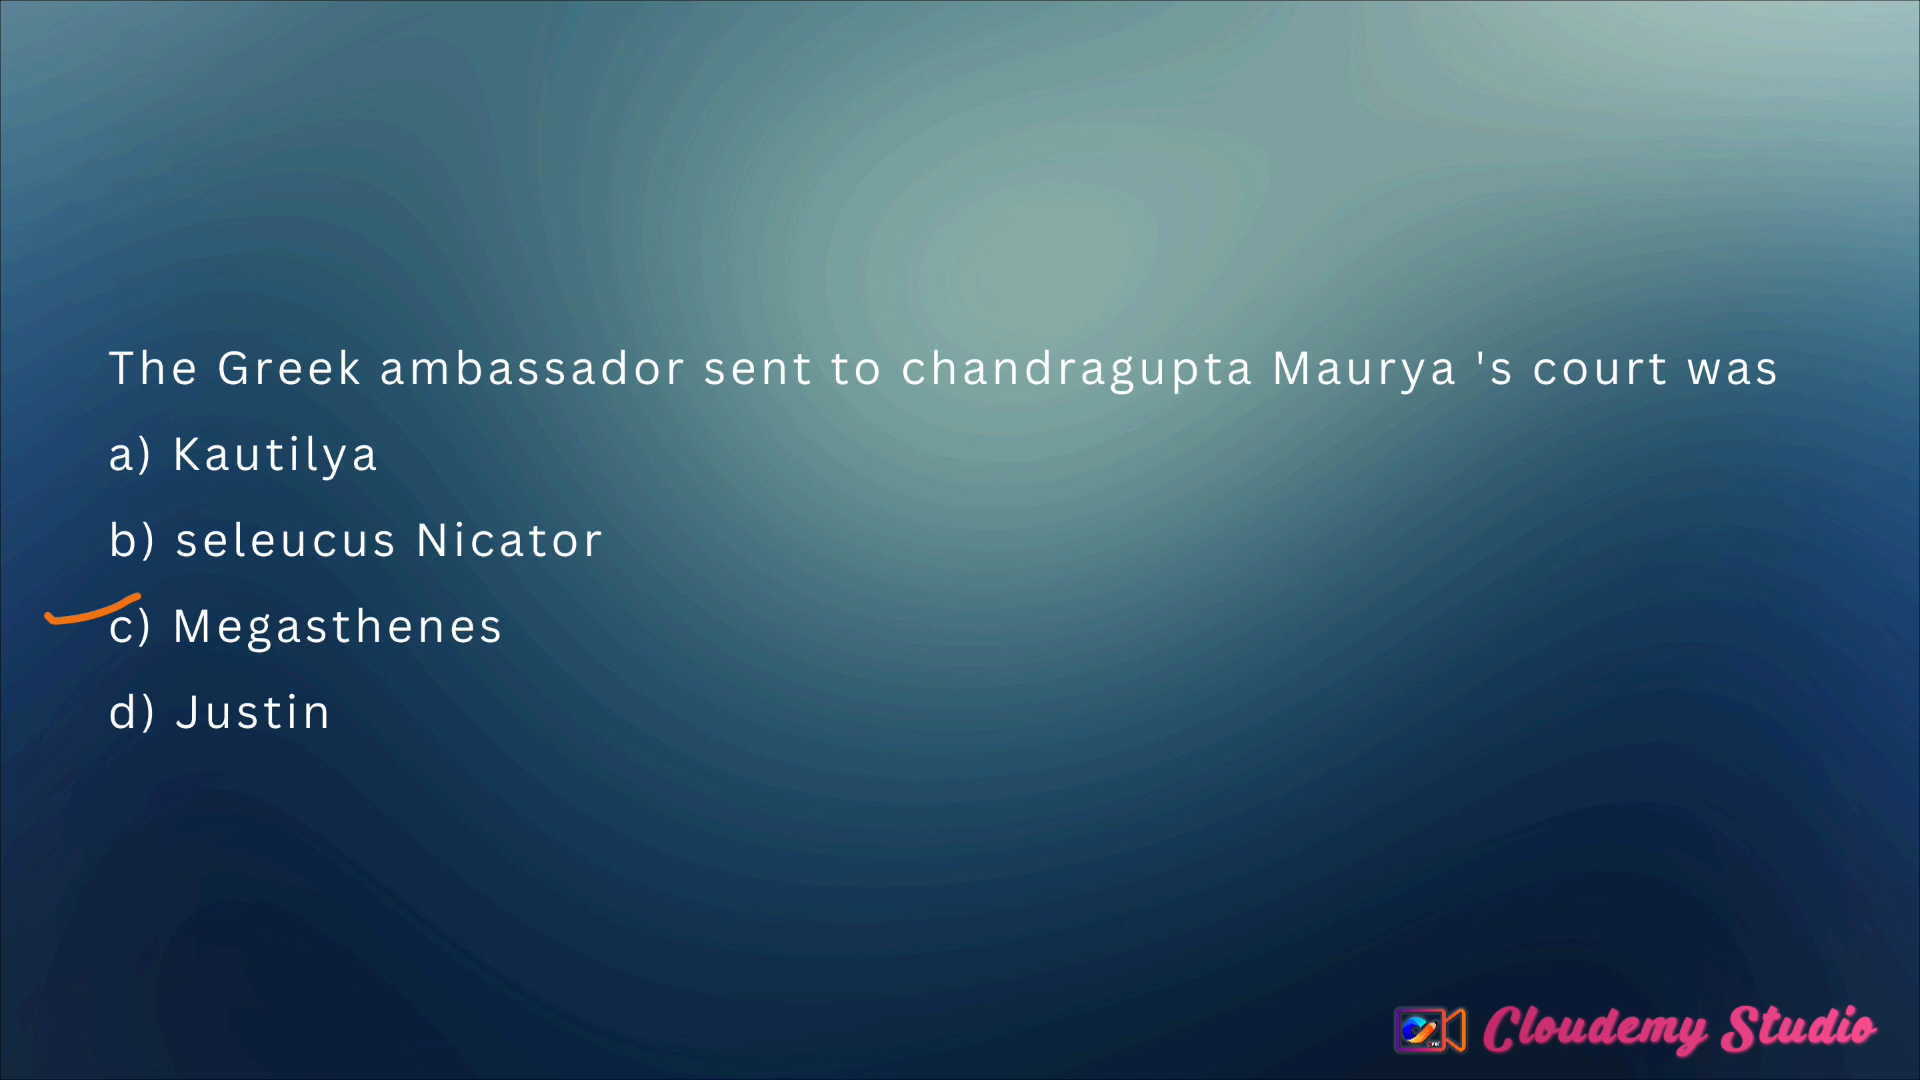 The Greek ambassador sent to chandragupta Maurya 's court was
a) Kautilya
b) seleucus Nicator
c) Megasthenes
d) Justin
Cloudemy Studio